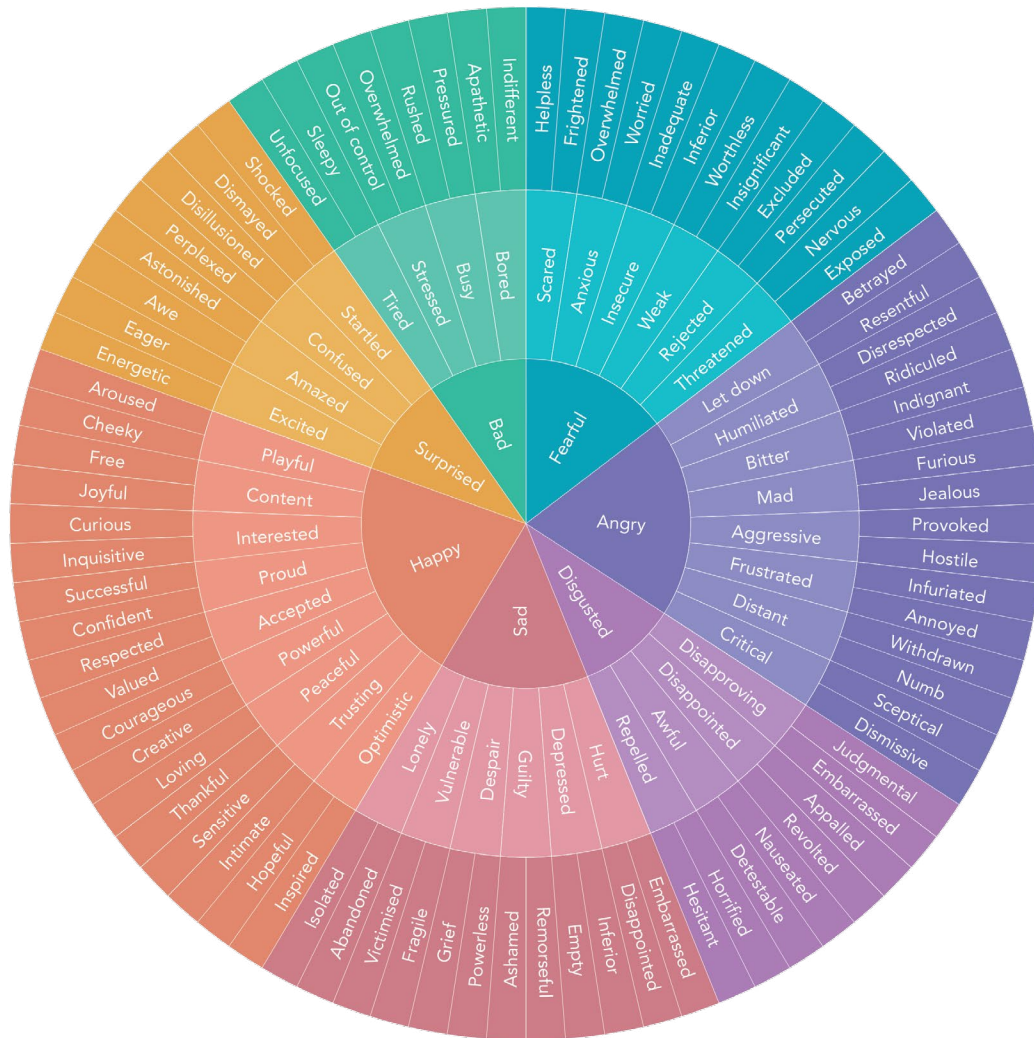 Fearful
Angry
Disgusted
Sad
Happy
Surprised
Bad
Scared
Anxious
Insecure
Weak
Rejected
Threatened
Let down
Humiliated
Bitter
Mad
Aggressive
Frustrated
Distant
Critical
Disapproving
Disappointed
Awful
Repelled
Hurt
Depressed
Guilty
Despair
Vulnerable
Lonely
Optimistic
Trusting
Peaceful
Powerful
Accepted
Proud
Interested
Content
Playful
Excited
Amazed
Confused
Startled
Tired
Stressed
Busy
Bored
Helpless
Frightened
Overwhelmed
Worried
Inadequate
Inferior
Worthless
Insignificant
Excluded
Persecuted
Nervous
Exposed
Betrayed
Resentful
Disrespected
Ridiculed
Indignant
Violated
Furious
Jealous
Provoked
Hostile
Infuriated
Annoyed
Withdrawn
Numb
Sceptical
Dismissive
Judgmental
Embarrassed
Appalled
Revolted
Nauseated
Detestable
Horrified
Hesitant
Embarrassed
Disappointed
Inferior
Empty
Remorseful
Ashamed
Powerless
Grief
Fragile
Victimised
Abandoned
Isolated
Inspired
Hopeful
Intimate
Sensitive
Thankful
Loving
Creative
Courageous
Valued
Respected
Confident
Successful
Inquisitive
Curious
Joyful
Free
Cheeky
Aroused
Energetic
Eager
Awe
Astonished
Perplexed
Disillusioned
Dismayed
Shocked
Unfocused
Sleepy
Out of control
Overwhelmed
Rushed
Pressured
Apathetic
Indifferent